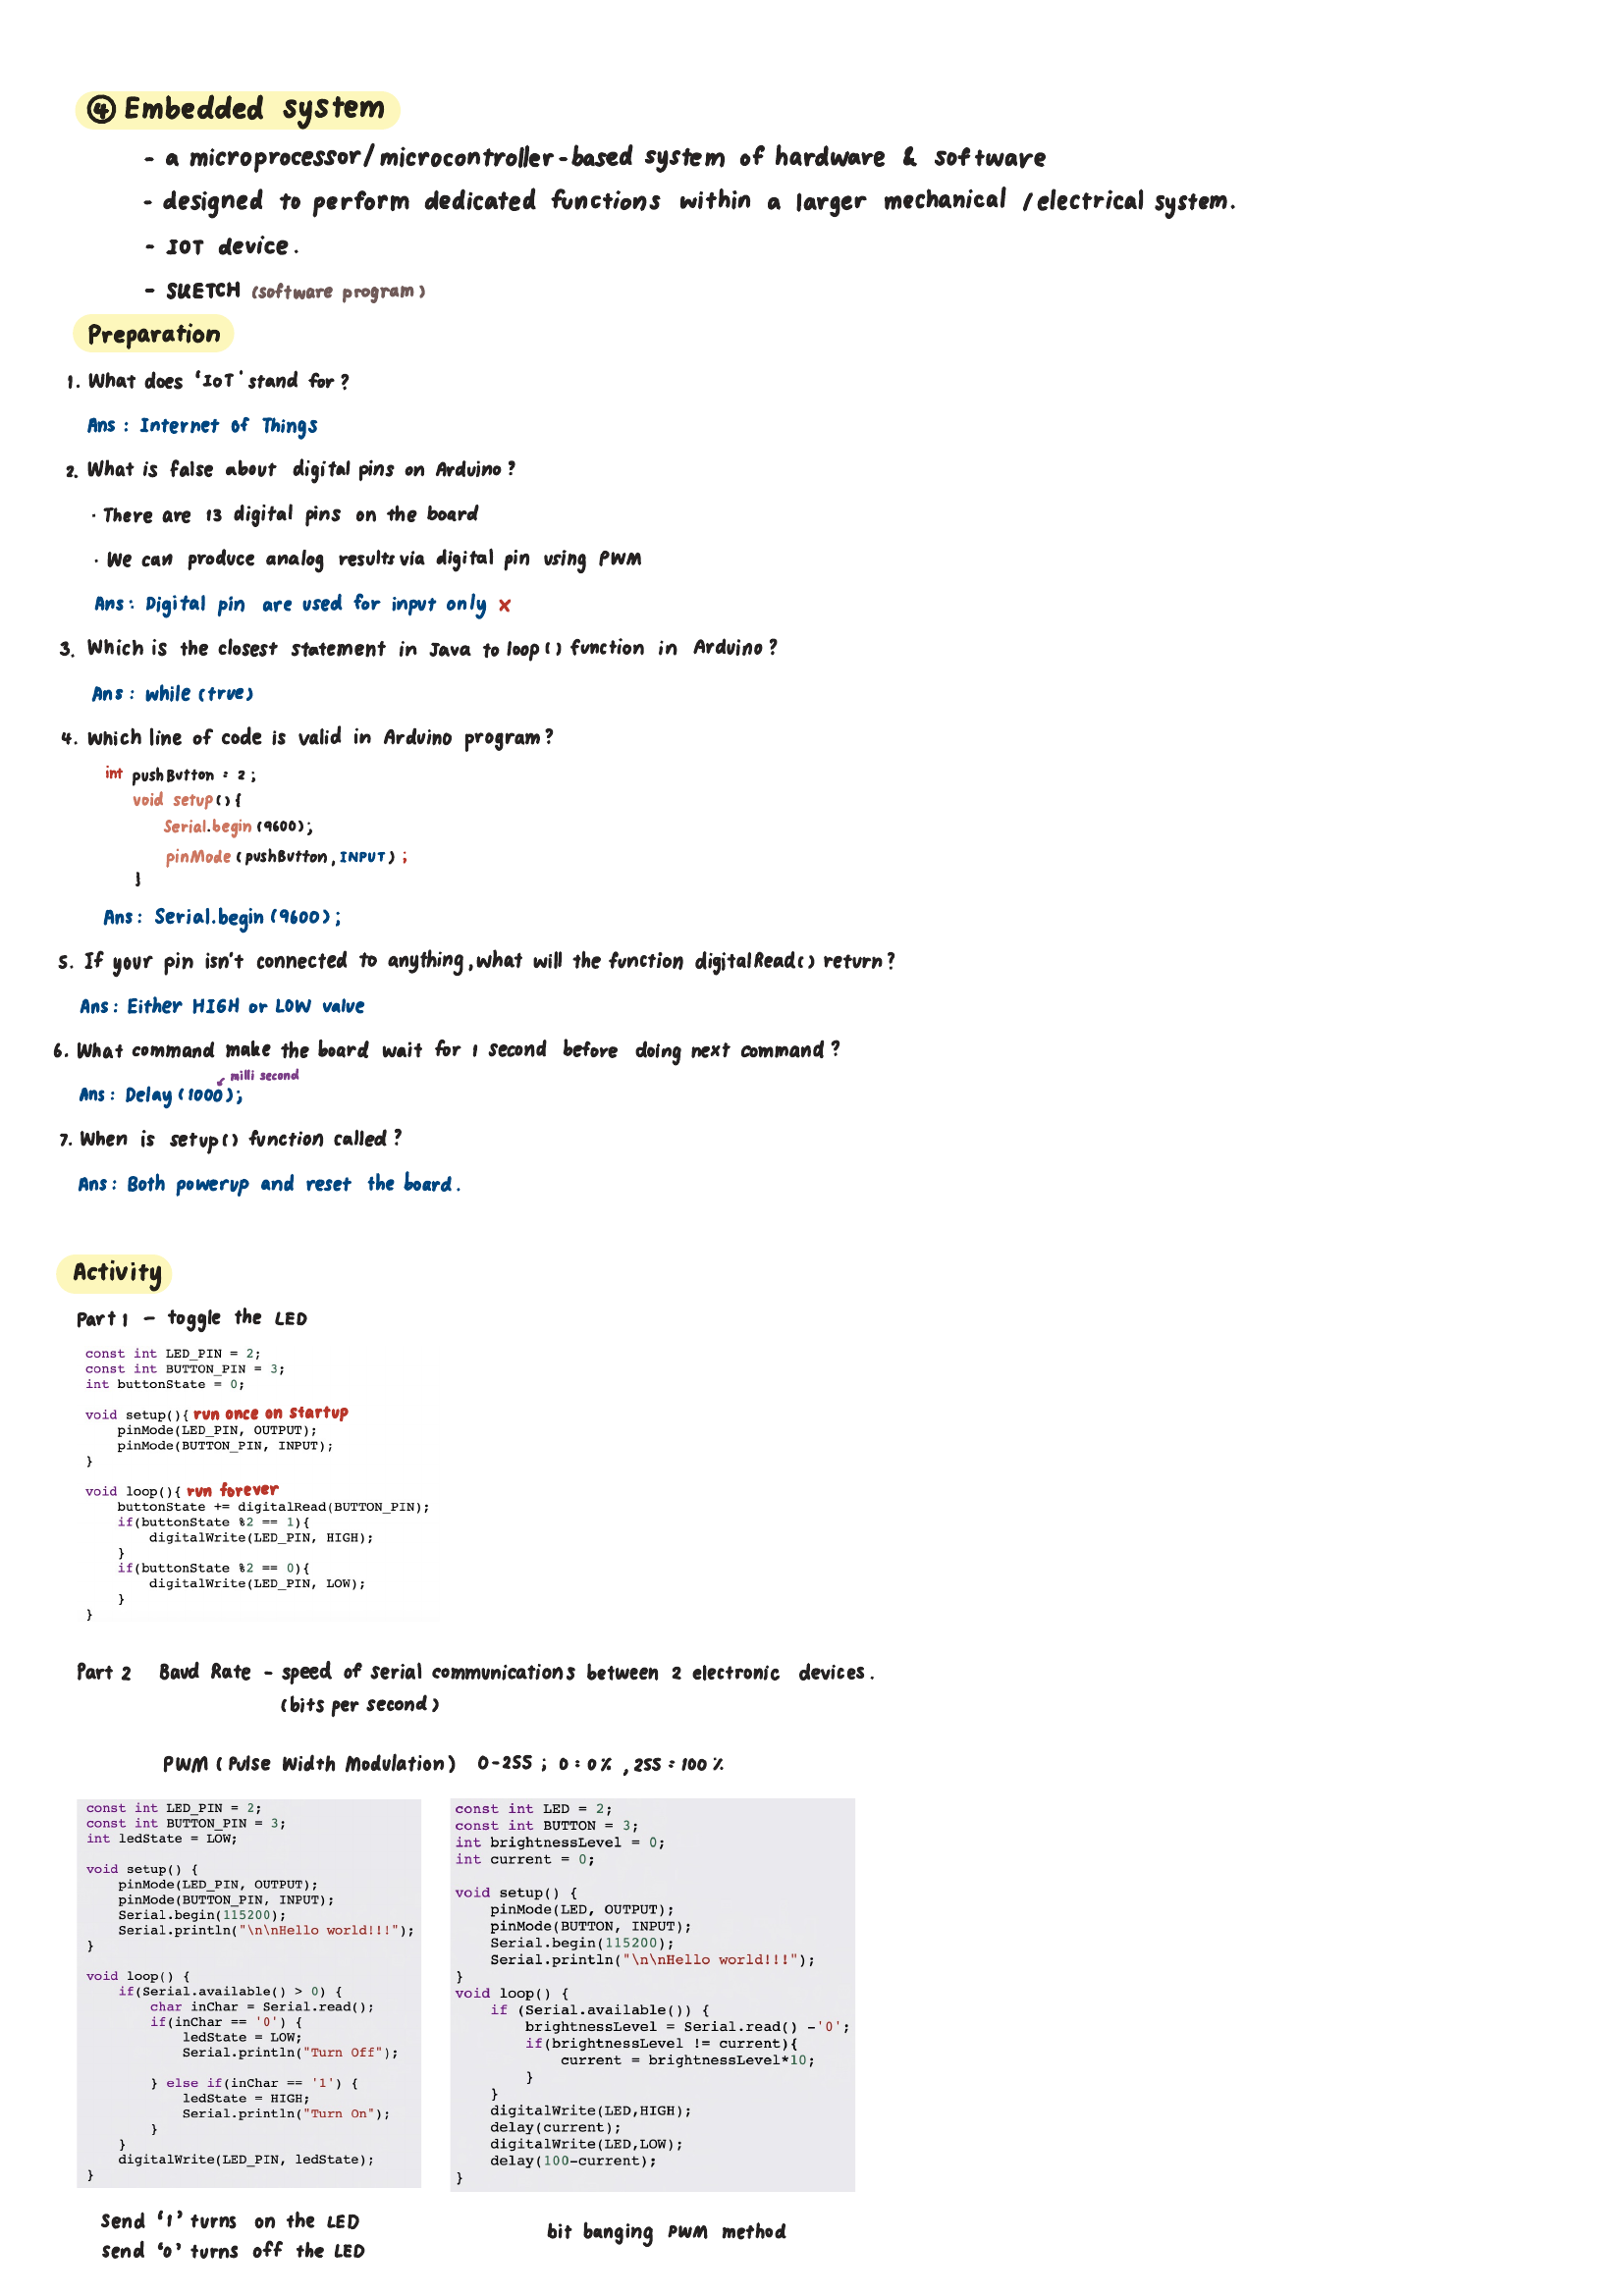 ④ Embedded system
- a microprocessor/microcontroller-based system of hardware & software
- designed to perform dedicated functions within a larger mechanical /electrical system.
- IOT device.
- SKETCH (software program)
Preparation
1. What does 'IoT' stand for?
Ans: Internet of Things
2. What is false about digital pins on Arduino?
· There are 13 digital pins on the board
· We can produce analog results via digital pin using PWM
Ans: Digital pin are used for input only x
3. Which is the closest statement in Java to loop() function in Arduino?
Ans: while (true)
4. Which line of code is valid in Arduino program?
int pushButton = 2;
void setup(){
Serial.begin (9600);
pinMode (pushButton, INPUT) ;
}
Ans: Serial.begin (9600);
5. If your pin isn't connected to anything, what will the function digitalRead() return?
Ans: Either HIGH or LOW value
6. What command make the board wait for 1 second before doing next command?
milli second
Ans: Delay (1000);
7. When is setup() function called?
Ans: Both powerup and reset the board.
Activity
Part 1 - toggle the LED
const int LED_PIN = 2;
const int BUTTON_PIN = 3;
int buttonState = 0;
void setup(){ run once on startup
pinMode(LED_PIN, OUTPUT);
pinMode(BUTTON_PIN, INPUT);
}
void loop(){ run forever
buttonState += digitalRead(BUTTON_PIN);
if(buttonState %2 == 1){
digitalWrite(LED_PIN, HIGH);
}
if(buttonState %2 == 0){
digitalWrite(LED_PIN, LOW);
}
}
Part 2 Baud Rate - speed of serial communications between 2 electronic devices.
(bits per second)
PWM (Pulse Width Modulation) 0-255 ; 0 = 0% , 255 = 100%
const int LED_PIN = 2;
const int BUTTON_PIN = 3;
int ledState = LOW;
void setup() {
pinMode(LED_PIN, OUTPUT);
pinMode(BUTTON_PIN, INPUT);
Serial.begin(115200);
Serial.println("\n\nHello world!!!");
}
void loop() {
if(Serial.available() > 0) {
char inChar = Serial.read();
if(inChar == '0') {
ledState = LOW;
Serial.println("Turn Off");
} else if(inChar == '1') {
ledState = HIGH;
Serial.println("Turn On");
}
}
digitalWrite(LED_PIN, ledState);
}
Send '1' turns on the LED
send '0' turns off the LED
const int LED = 2;
const int BUTTON = 3;
int brightnessLevel = 0;
int current = 0;
void setup() {
pinMode(LED, OUTPUT);
pinMode(BUTTON, INPUT);
Serial.begin(115200);
Serial.println("\n\nHello world!!!");
}
void loop() {
if (Serial.available()) {
brightnessLevel = Serial.read() -'0';
if(brightnessLevel != current){
current = brightnessLevel*10;
}
}
digitalWrite(LED,HIGH);
delay(current);
digitalWrite(LED,LOW);
delay(100-current);
}
bit banging PWM method